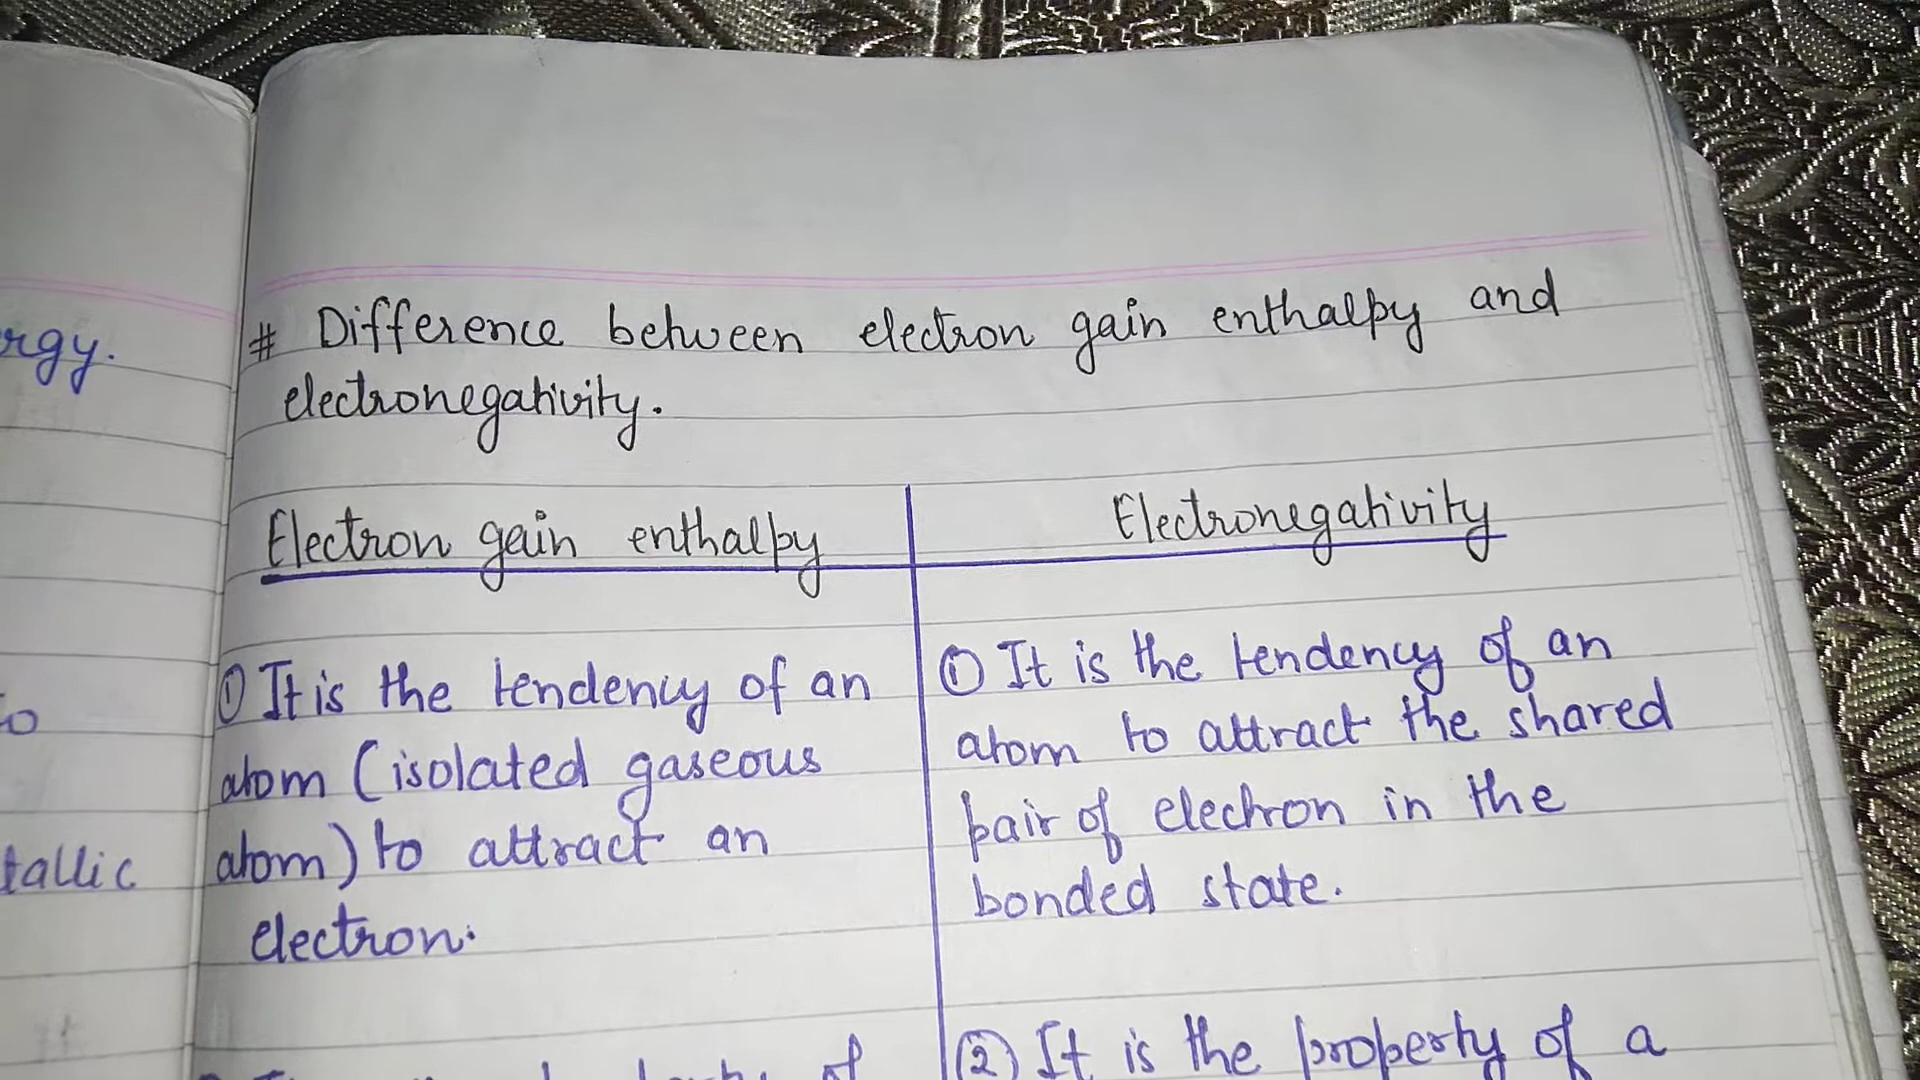 rgy.
to
tallic
# Difference between electron gain enthalpy and
electronegativity.
Electron gain enthalpy
Electronegativity
① It is the tendency of an
atom (isolated gaseous
atom) to attract an
electron.
① It is the tendency of an
atom to attract the shared
pair of electron in the
bonded state.
② It is the property of a
of